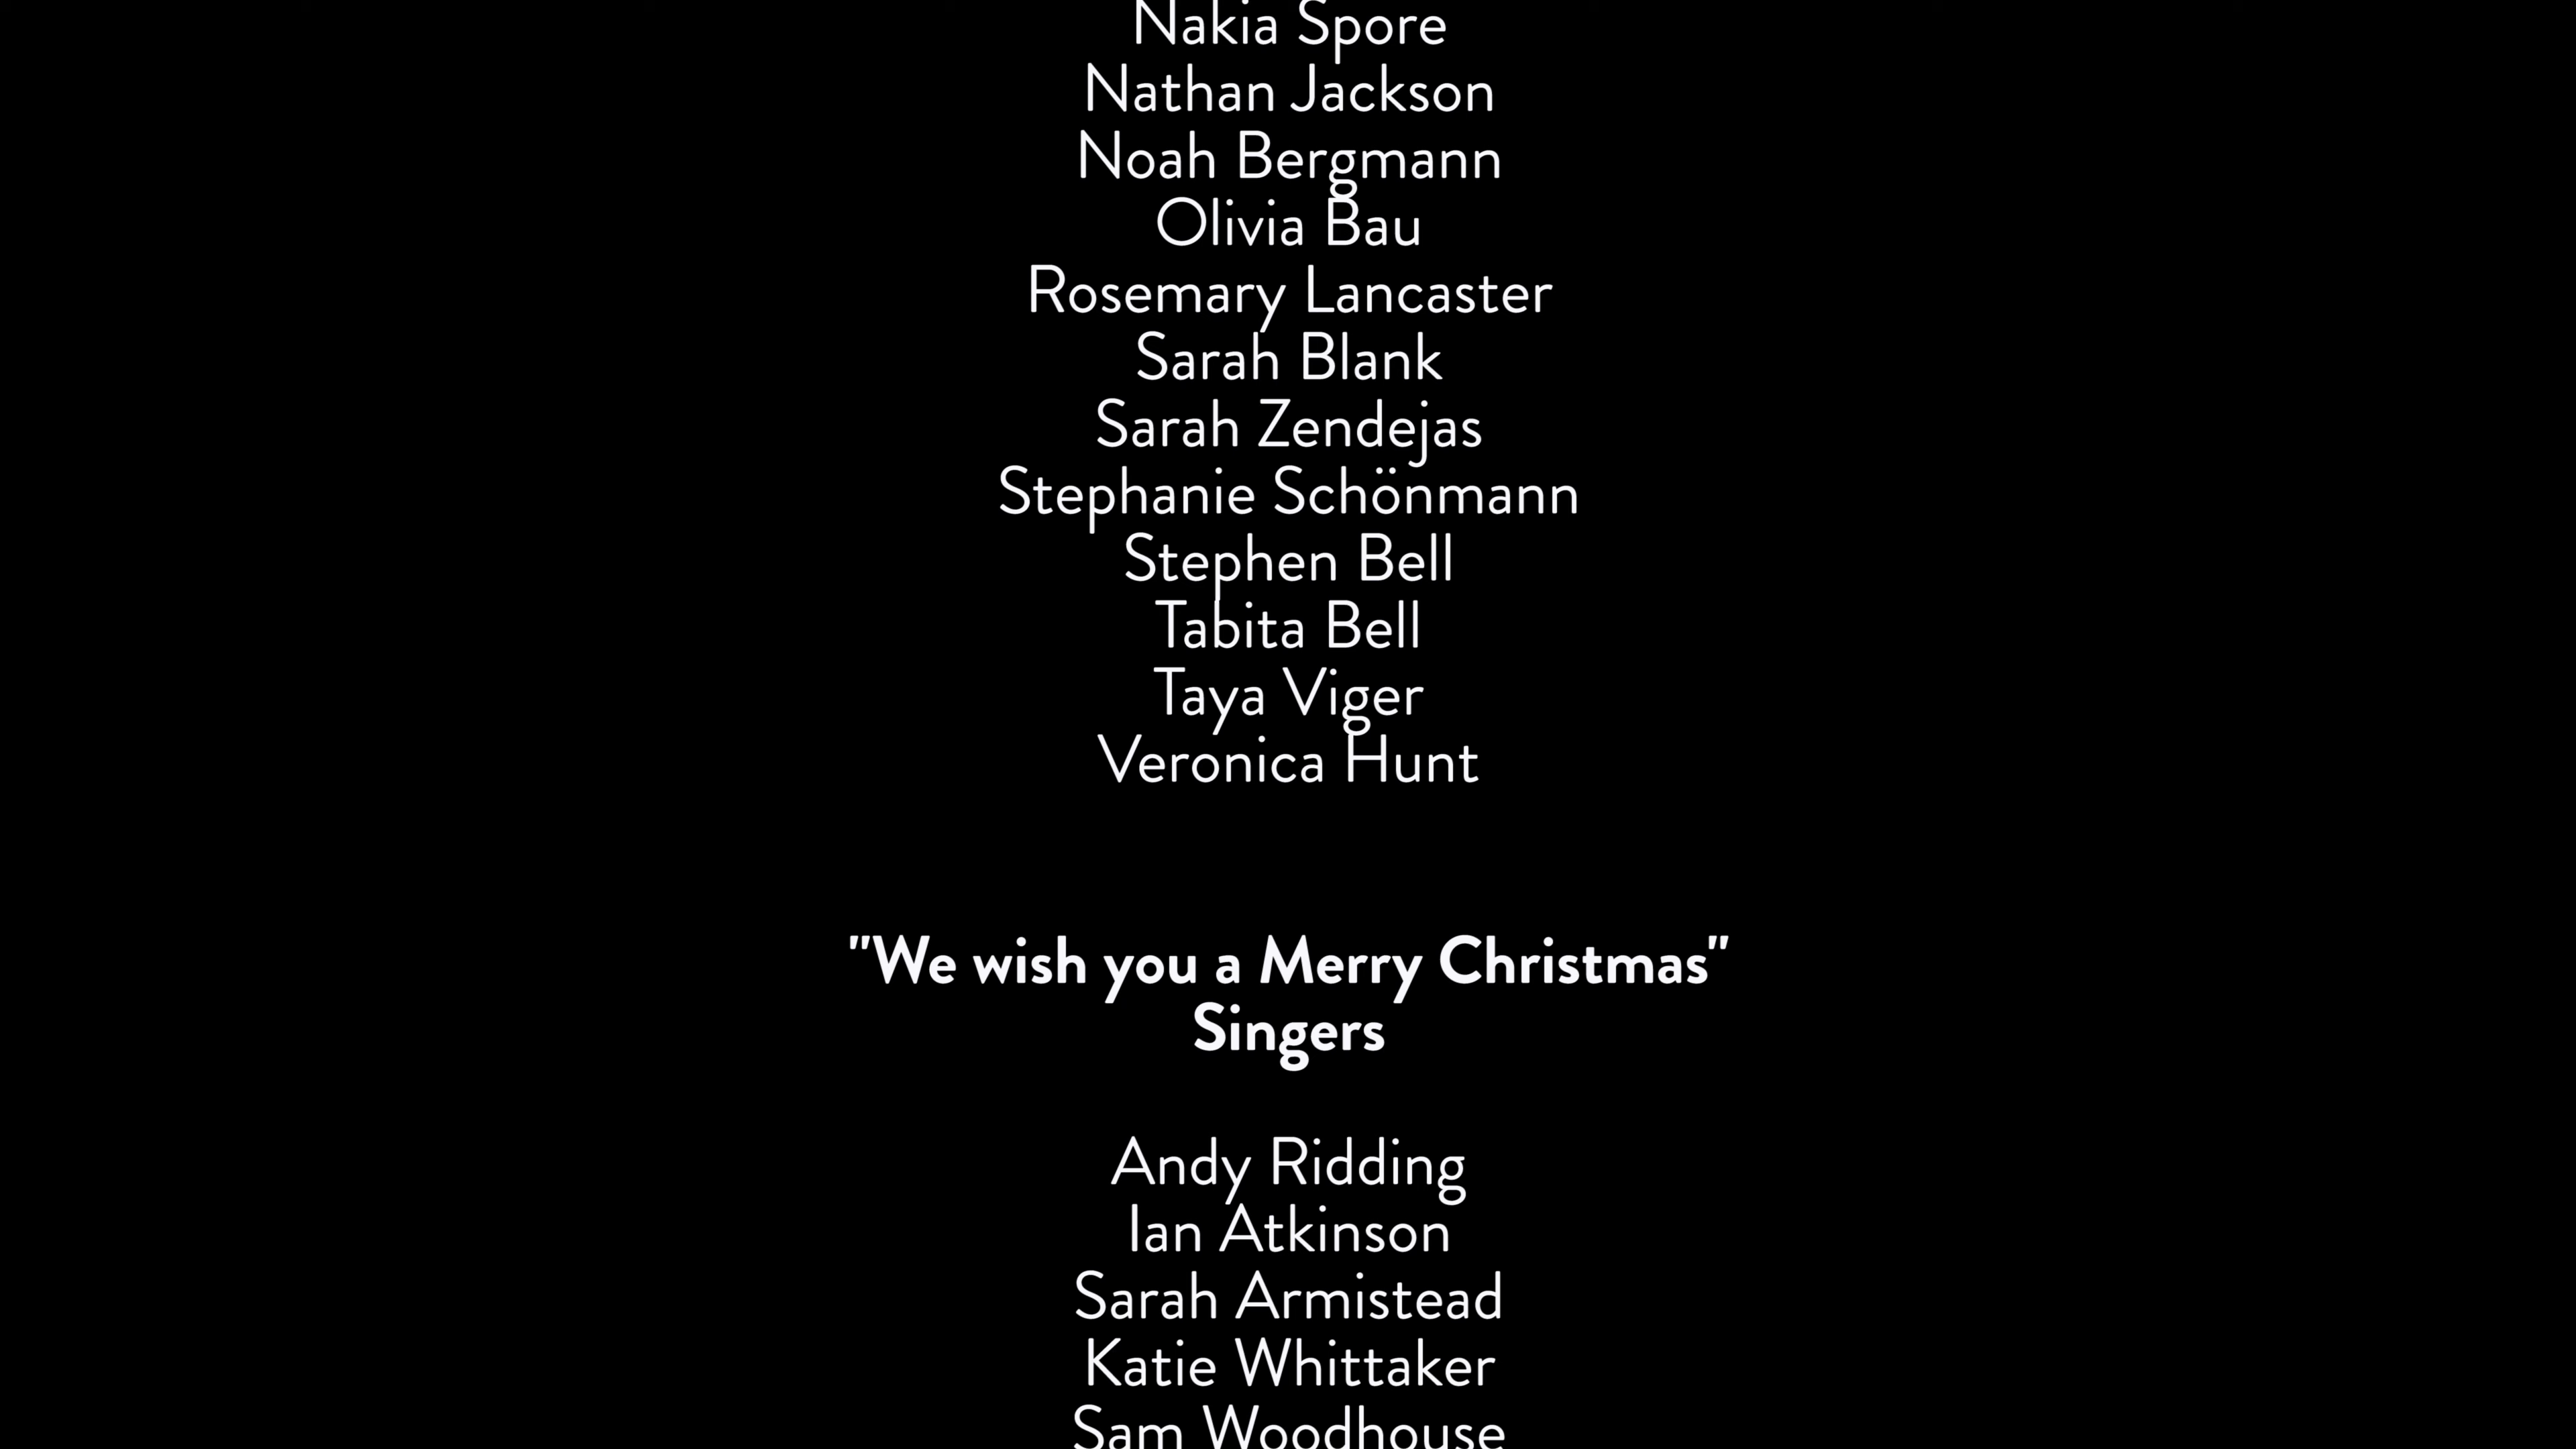 Nakia Spore
Nathan Jackson
Noah Bergmann
Olivia Bau
Rosemary Lancaster
Sarah Blank
Sarah Zendejas
Stephanie Schönmann
Stephen Bell
Tabita Bell
Taya Viger
Veronica Hunt
"We wish you a Merry Christmas"
Singers
Andy Ridding
Ian Atkinson
Sarah Armistead
Katie Whittaker
Sam Woodhouse